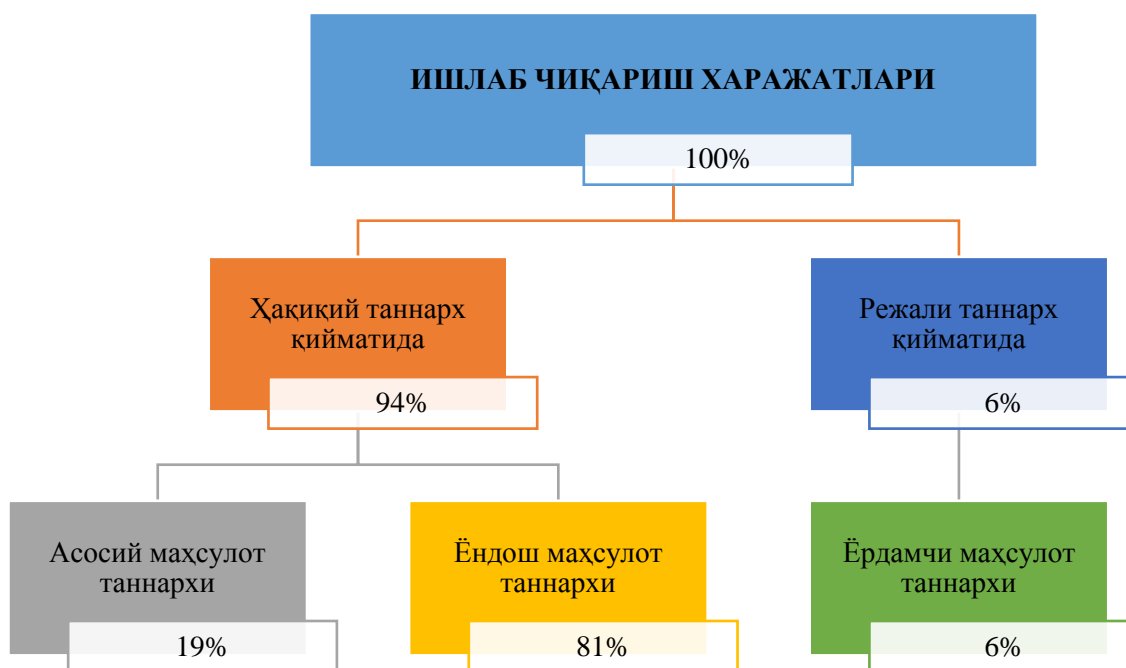 ИШЛАБ ЧИҚАРИШ ХАРАЖАТЛАРИ
100%
Ҳақиқий таннарх
қийматида
94%
Режали таннарх
қийматида
6%
Асосий маҳсулот
таннархи
19%
Ёндош маҳсулот
таннархи
81%
Ёрдамчи маҳсулот
таннархи
6%